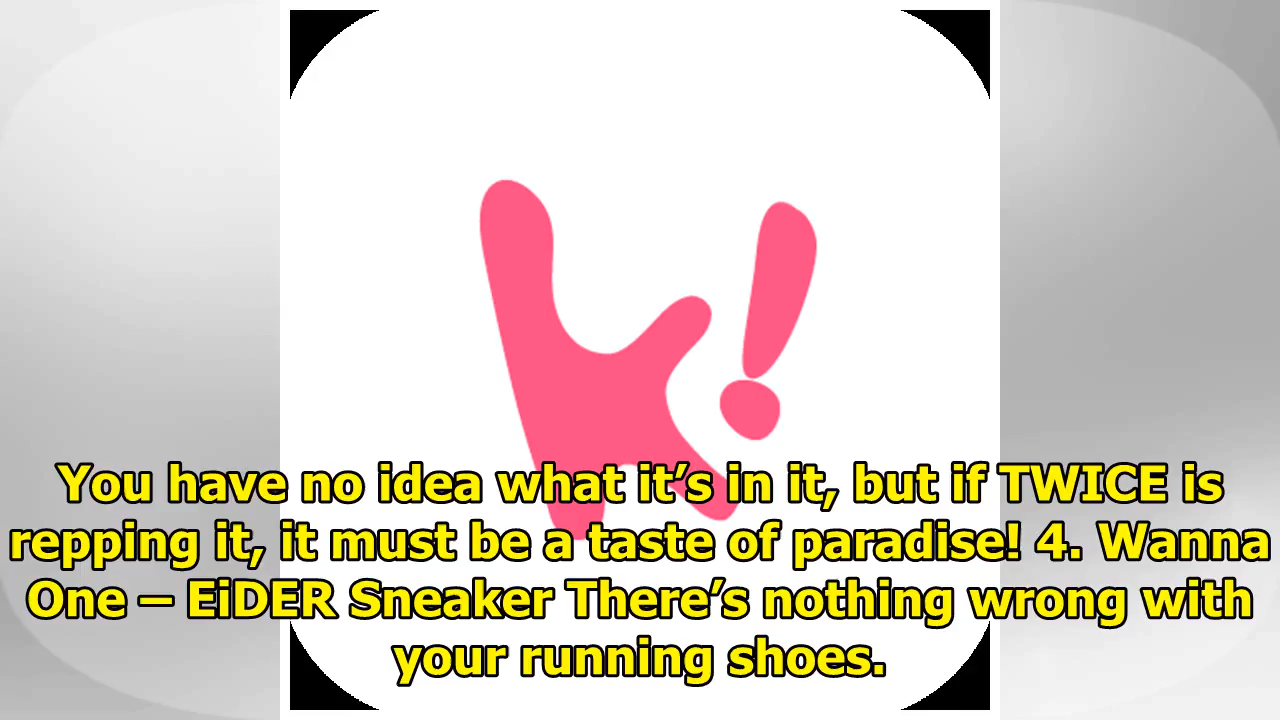 k!
You have no idea what it’s in it, but if TWICE is
repping it, it must be a taste of paradise! 4. Wanna
One – EiDER Sneaker There’s nothing wrong with
your running shoes.